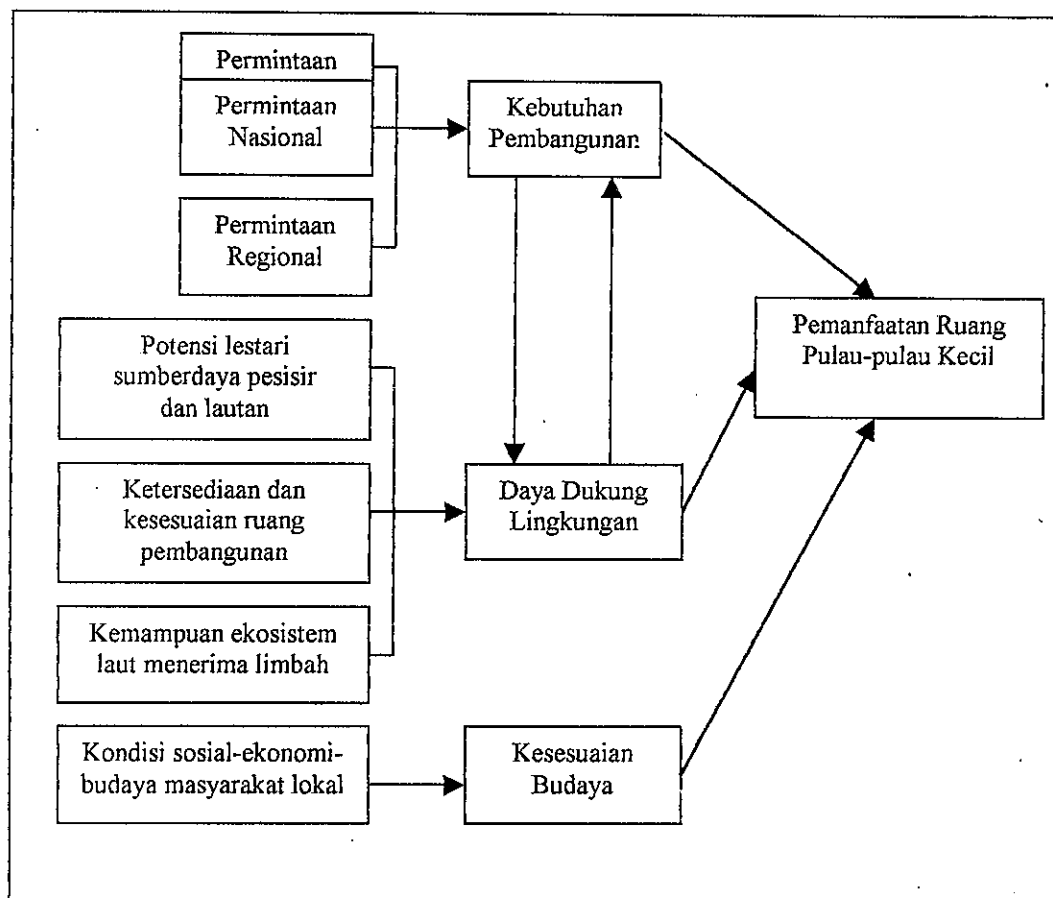 Permintaan
Permintaan
Nasional
Permintaan
Regional
Kebutuhan
Pembangunan
Potensi lestari
sumberdaya pesisir
dan lautan
Ketersediaan dan
kesesuaian ruang
pembangunan
Kemampuan ekosistem
laut menerima limbah
Daya Dukung
Lingkungan
Kondisi sosial-ekonomi-
budaya masyarakat lokal
Kesesuaian
Budaya
Pemanfaatan Ruang
Pulau-pulau Kecil